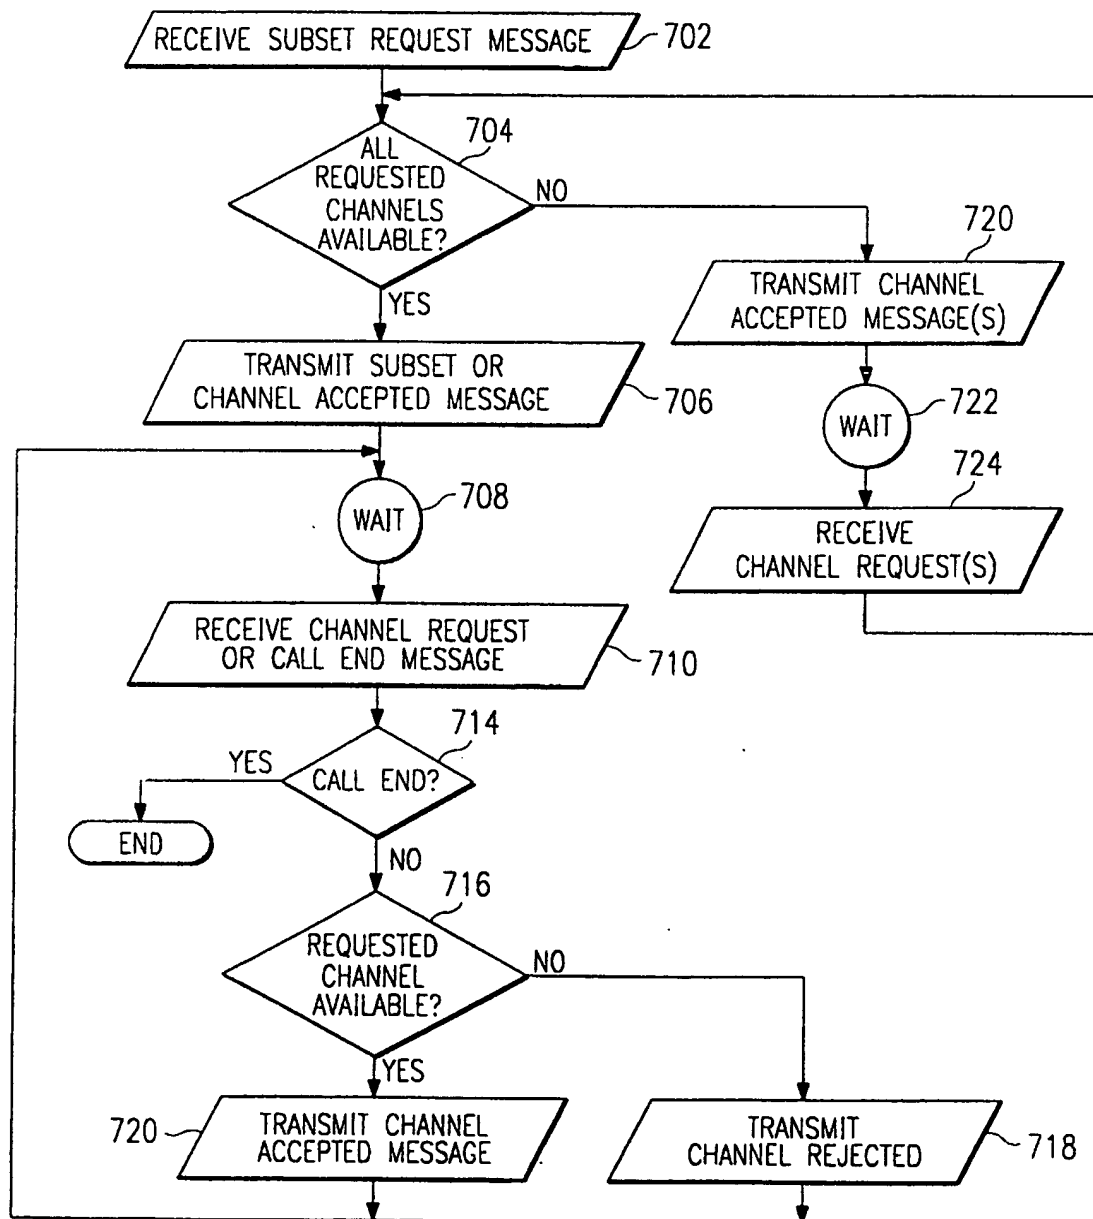 RECEIVE SUBSET REQUEST MESSAGE
702
704
ALL
REQUESTED
CHANNELS
AVAILABLE?
NO
YES
720
TRANSMIT CHANNEL
ACCEPTED MESSAGE(S)
TRANSMIT SUBSET OR
CHANNEL ACCEPTED MESSAGE
706
WAIT
722
WAIT
708
724
RECEIVE
CHANNEL REQUEST(S)
RECEIVE CHANNEL REQUEST
OR CALL END MESSAGE
710
714
CALL END?
YES
END
NO
716
REQUESTED
CHANNEL
AVAILABLE?
NO
YES
720
TRANSMIT CHANNEL
ACCEPTED MESSAGE
TRANSMIT
CHANNEL REJECTED
718